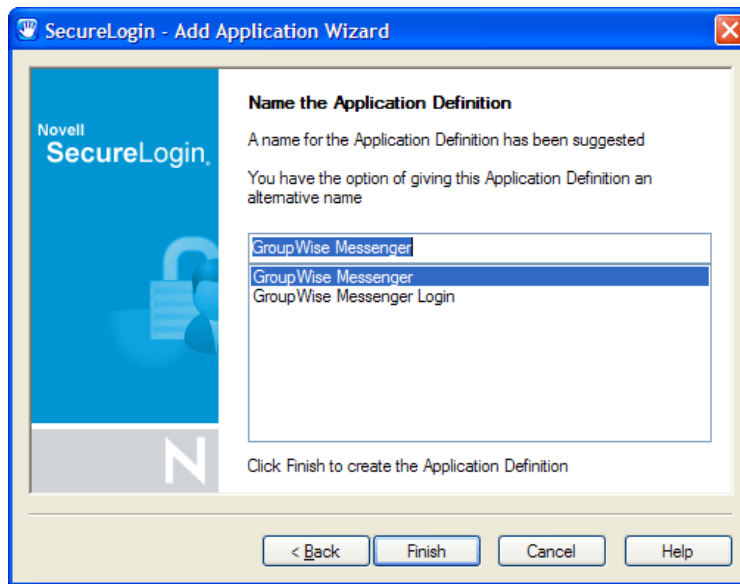 SecureLogin - Add Application Wizard
Novell
SecureLogin.
Name the Application Definition
A name for the Application Definition has been suggested
You have the option of giving this Application Definition an
alternative name
GroupWise Messenger
GroupWise Messenger
GroupWise Messenger Login
Click Finish to create the Application Definition
N
< Back Finish Cancel Help